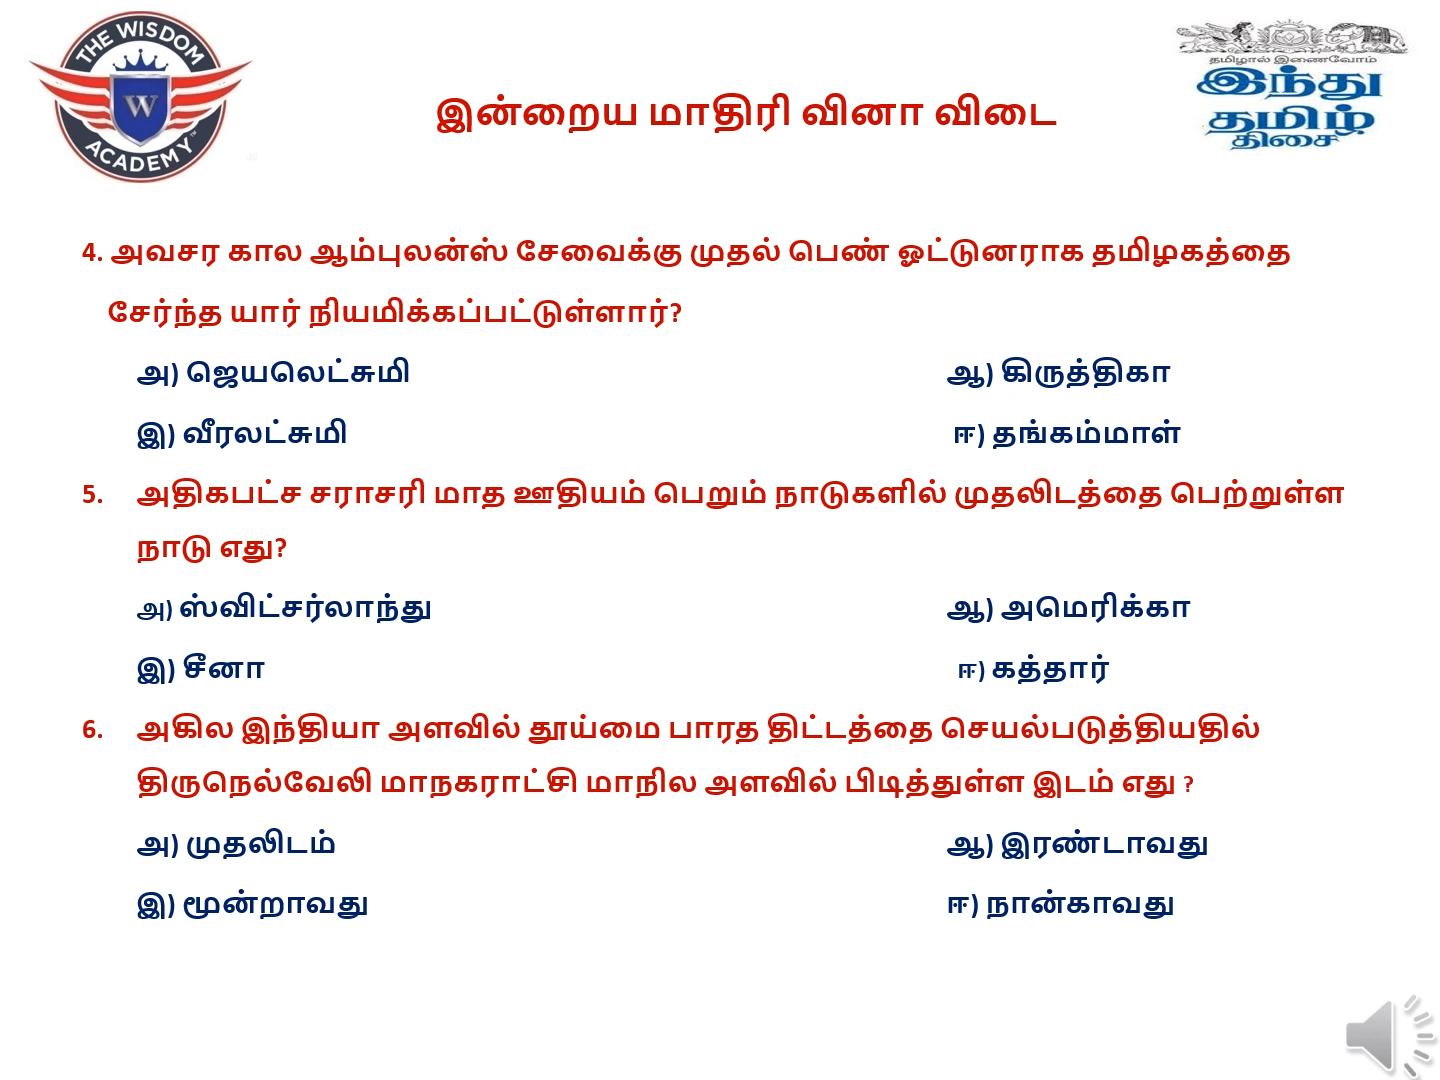 THE WISDOM ACADEMY
W
TM
தமிழால் இணைவோம்
இந்து
தமிழ்
திசை
இன்றைய மாதிரி வினா விடை
4. அவசர கால ஆம்புலன்ஸ் சேவைக்கு முதல் பெண் ஓட்டுனராக தமிழகத்தை
சேர்ந்த யார் நியமிக்கப்பட்டுள்ளார்?
அ) ஜெயலெட்சுமி ஆ) கிருத்திகா
இ) வீரலட்சுமி ஈ) தங்கம்மாள்
5. அதிகபட்ச சராசரி மாத ஊதியம் பெறும் நாடுகளில் முதலிடத்தை பெற்றுள்ள
நாடு எது?
அ) ஸ்விட்சர்லாந்து ஆ) அமெரிக்கா
இ) சீனா ஈ) கத்தார்
6. அகில இந்தியா அளவில் தூய்மை பாரத திட்டத்தை செயல்படுத்தியதில்
திருநெல்வேலி மாநகராட்சி மாநில அளவில் பிடித்துள்ள இடம் எது ?
அ) முதலிடம் ஆ) இரண்டாவது
இ) மூன்றாவது ஈ) நான்காவது